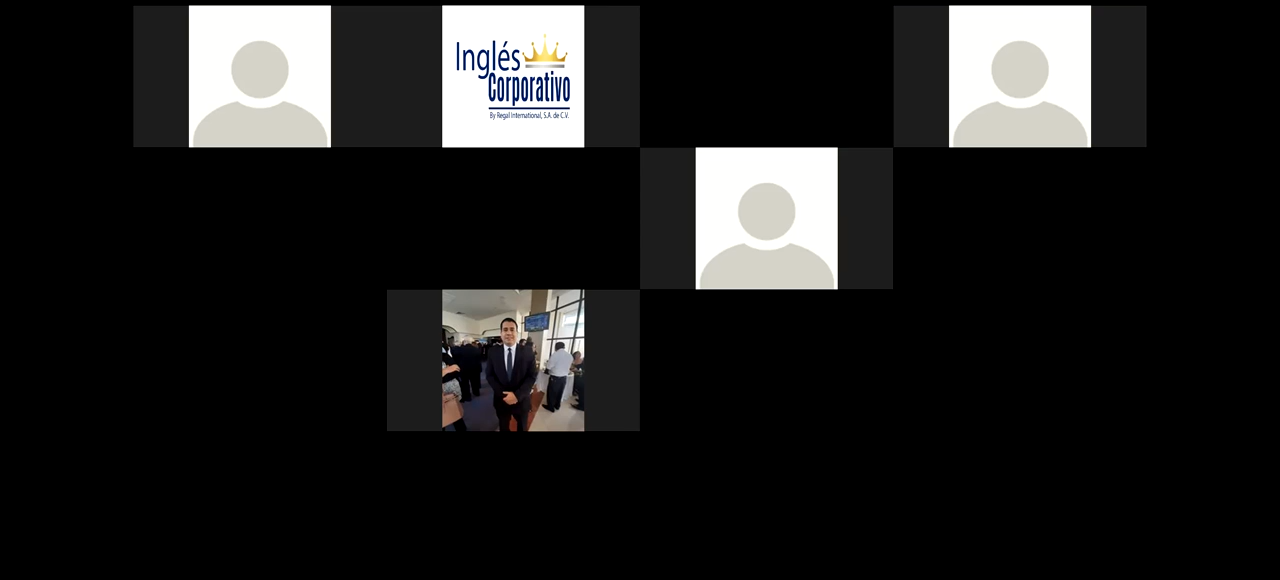 Inglés
Corporativo
By Regal International, S.A. de C.V.